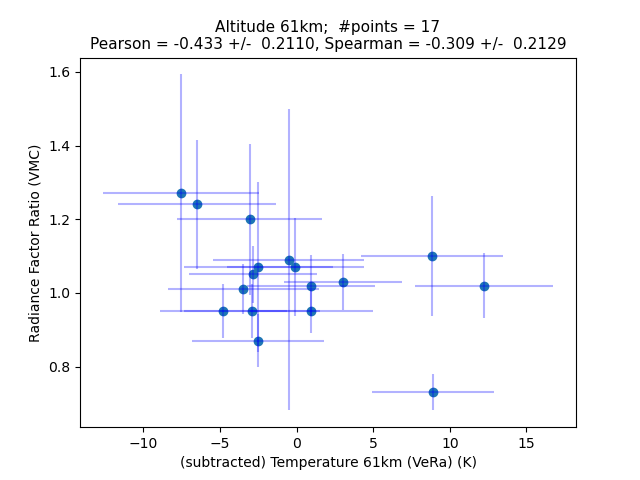 Altitude 61km;  #points = 17
Pearson = -0.433 +/-  0.2110, Spearman = -0.309 +/-  0.2129
1.6
1.4
1.2
1.0
0.8
Radiance Factor Ratio (VMC)
−10
−5
0
5
10
15
(subtracted) Temperature 61km (VeRa) (K)